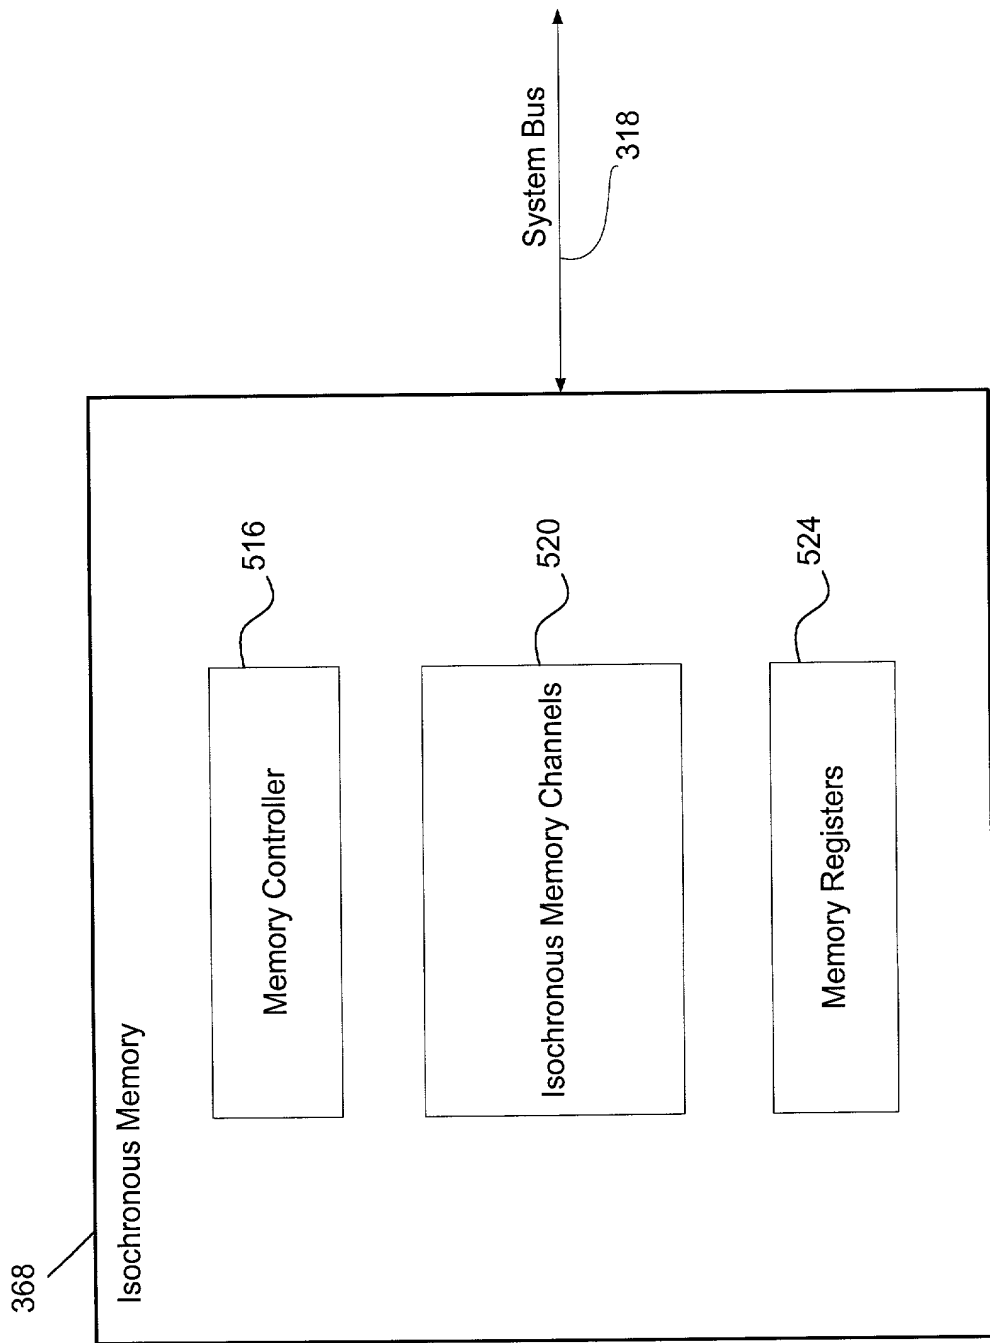 368
Isochronous Memory
Memory Controller
516
Isochronous Memory Channels
520
Memory Registers
524
System Bus
318